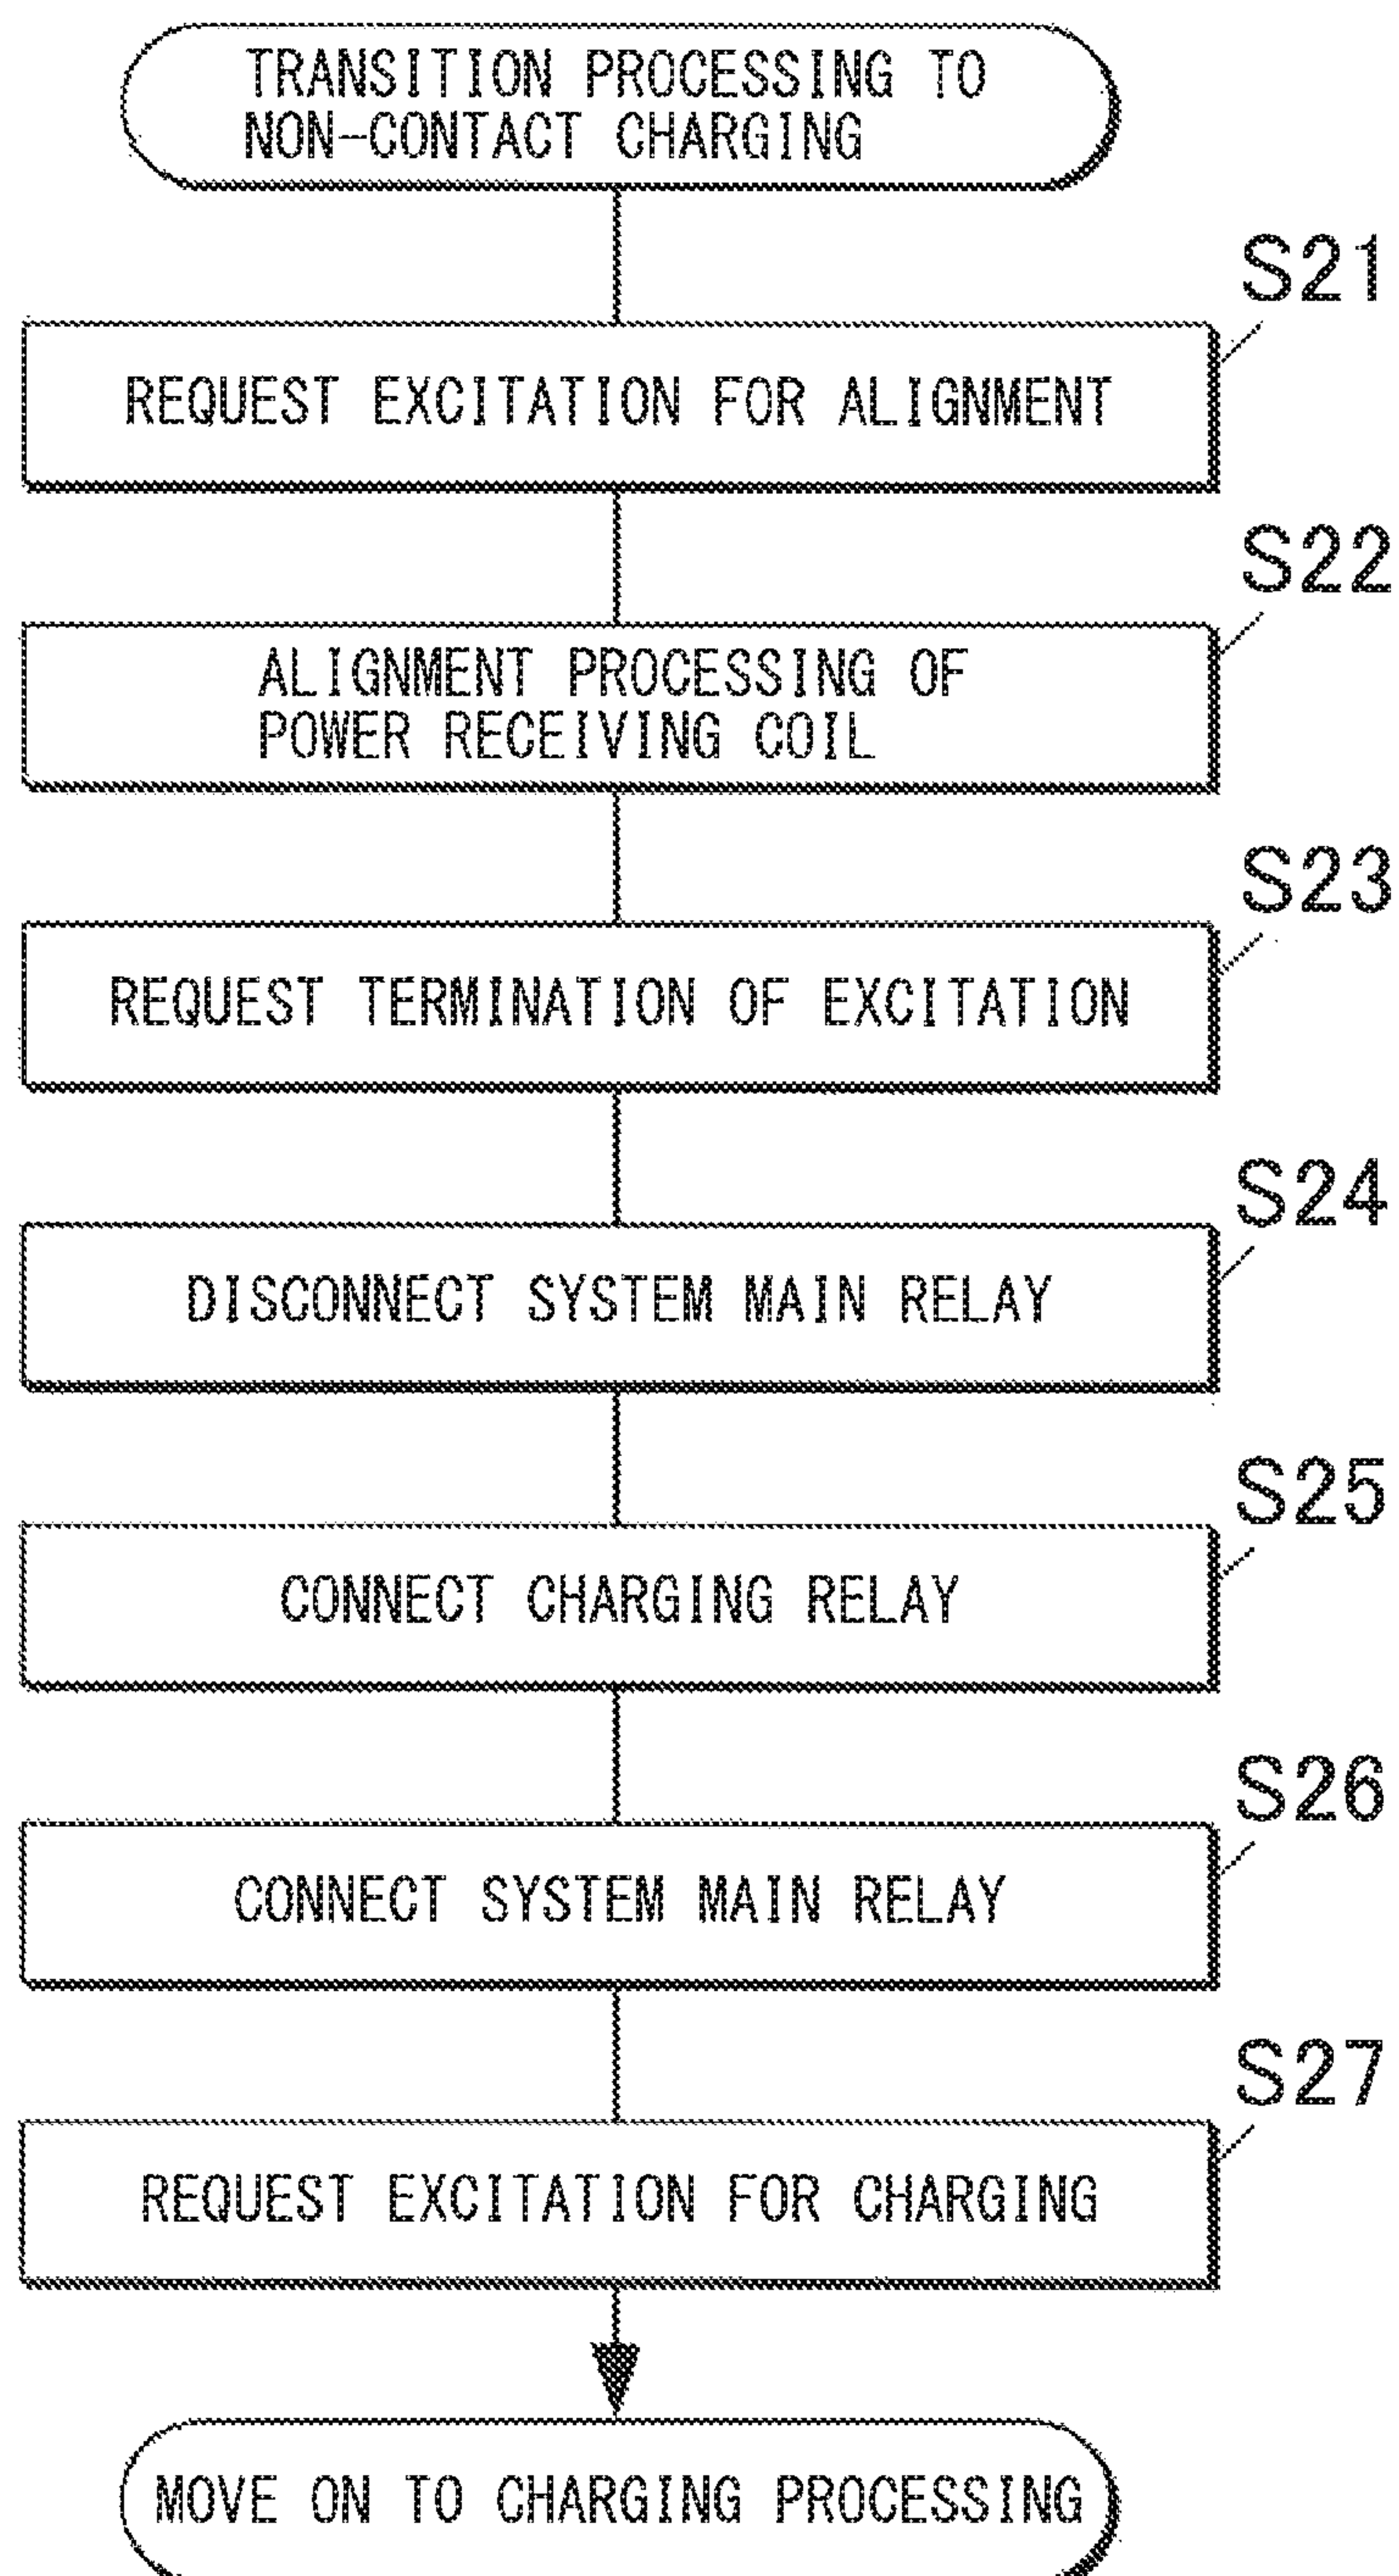 TRANSITION PROCESSING TO
NON-CONTACT CHARGING
S21
REQUEST EXCITATION FOR ALIGNMENT
S22
ALIGNMENT PROCESSING OF
POWER RECEIVING COIL
S23
REQUEST TERMINATION OF EXCITATION
S24
DISCONNECT SYSTEM MAIN RELAY
S25
CONNECT CHARGING RELAY
S26
CONNECT SYSTEM MAIN RELAY
S27
REQUEST EXCITATION FOR CHARGING
MOVE ON TO CHARGING PROCESSING